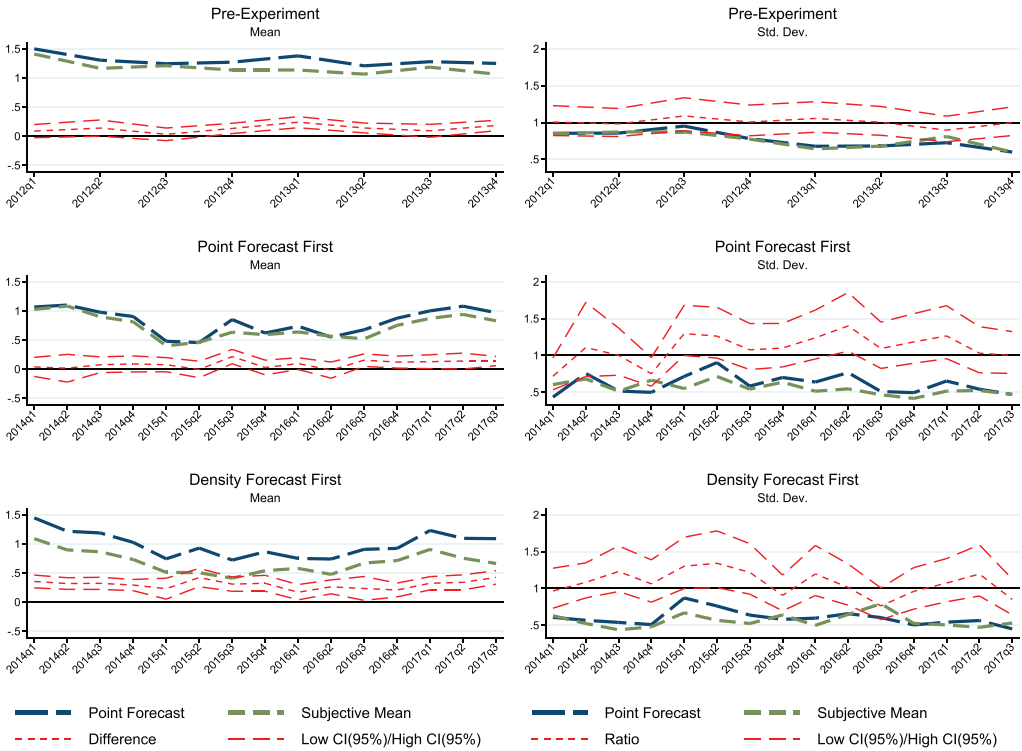 Pre-Experiment
Mean
1.5
1
.5
0
-.5
2012q1 2012q2 2012q3 2012q4 2013q1 2013q2 2013q3 2013q4
Pre-Experiment
Std. Dev.
2
1.5
1
.5
2012q1 2012q2 2012q3 2012q4 2013q1 2013q2 2013q3 2013q4
Point Forecast First
Mean
1.5
1
.5
0
-.5
2014q1 2014q2 2014q3 2014q4 2015q1 2015q2 2015q3 2015q4 2016q1 2016q2 2016q3 2016q4 2017q1 2017q2 2017q3
Point Forecast First
Std. Dev.
2
1.5
1
.5
2014q1 2014q2 2014q3 2014q4 2015q1 2015q2 2015q3 2015q4 2016q1 2016q2 2016q3 2016q4 2017q1 2017q2 2017q3
Density Forecast First
Mean
1.5
1
.5
0
-.5
2014q1 2014q2 2014q3 2014q4 2015q1 2015q2 2015q3 2015q4 2016q1 2016q2 2016q3 2016q4 2017q1 2017q2 2017q3
Density Forecast First
Std. Dev.
2
1.5
1
.5
2014q1 2014q2 2014q3 2014q4 2015q1 2015q2 2015q3 2015q4 2016q1 2016q2 2016q3 2016q4 2017q1 2017q2 2017q3
Point Forecast Subjective Mean
Difference Low CI(95%)/High CI(95%)
Point Forecast Subjective Mean
Ratio Low CI(95%)/High CI(95%)